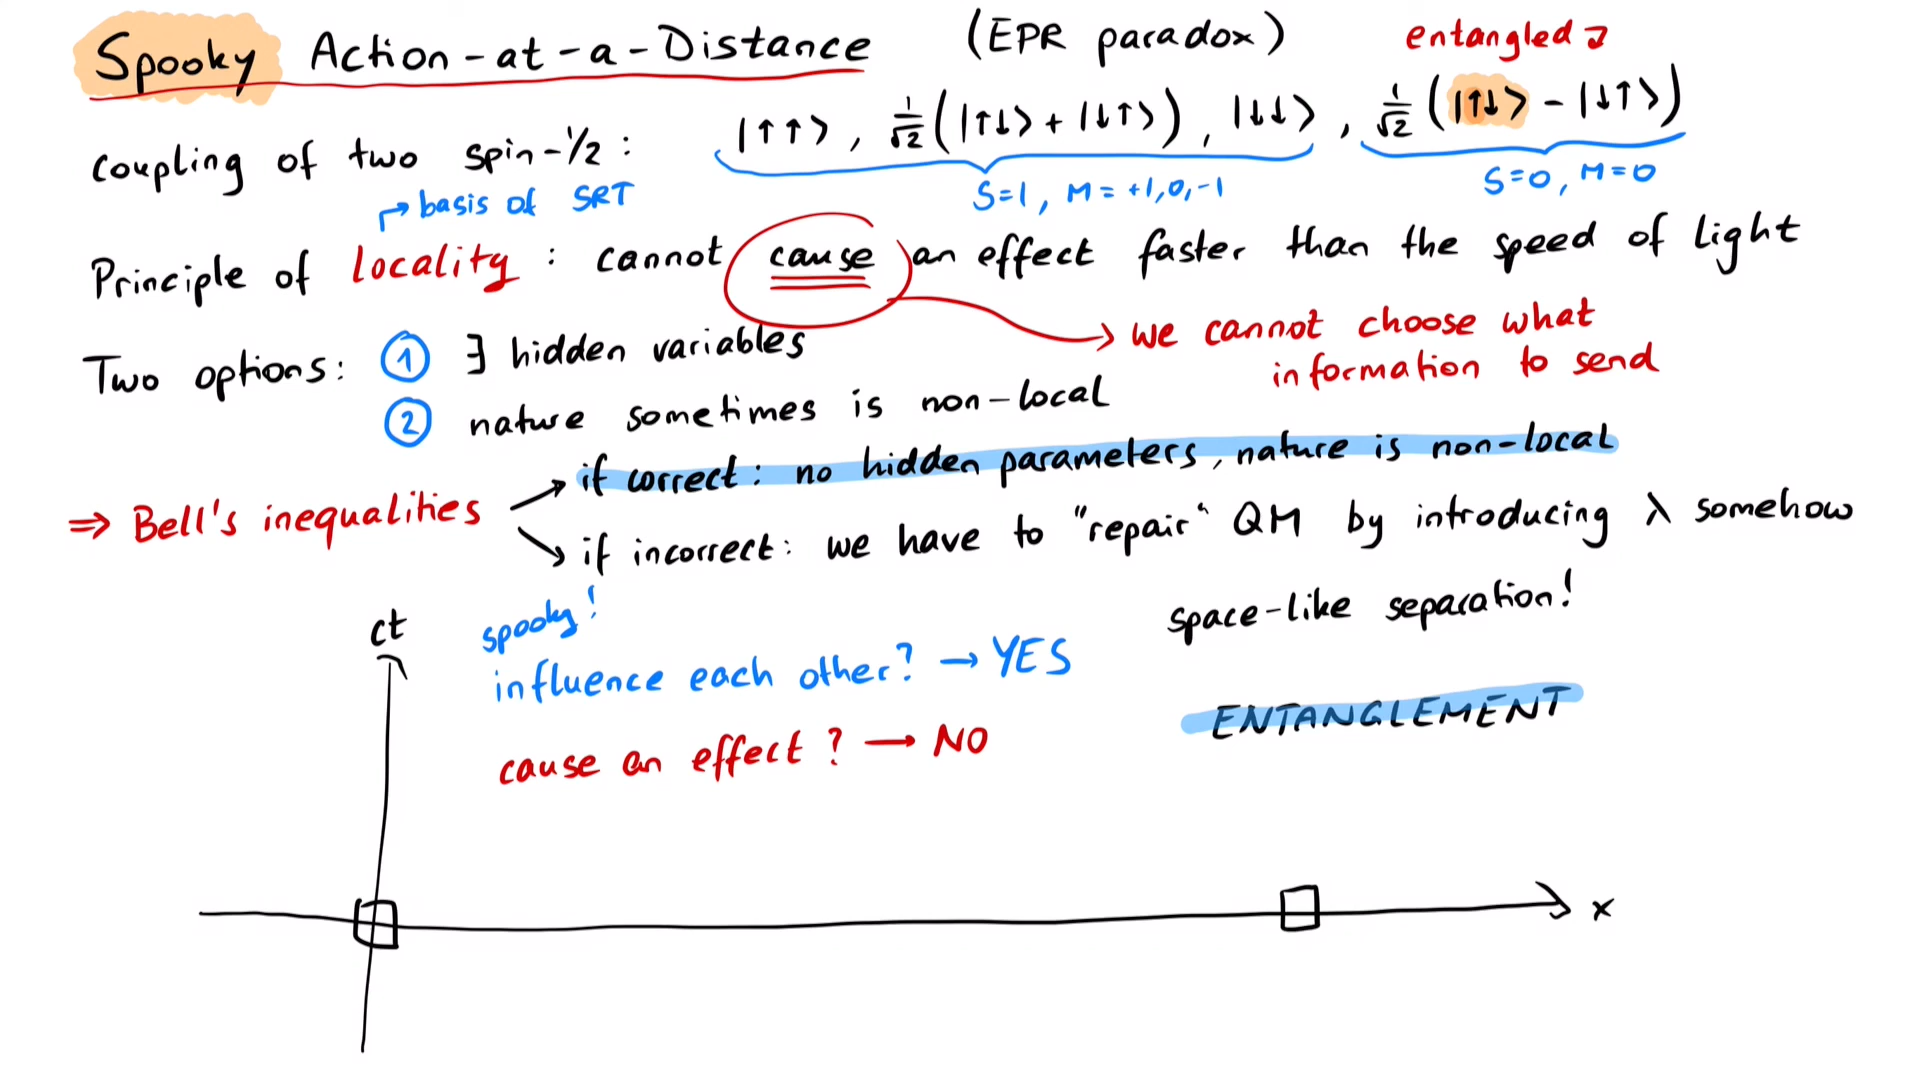 Spooky Action-at-a-Distance (EPR paradox)
entangled
coupling of two spin-1/2: |↑↑⟩, 1/√2(|↑↓⟩ + |↓↑⟩), |↓↓⟩, 1/√2(|↑↓⟩ - |↓↑⟩)
S=1, M=+1,0,-1 S=0, M=0
basis of SRT
Principle of locality: cannot cause an effect faster than the speed of light
we cannot choose what
information to send
Two options: 1 ∃ hidden variables
2 nature sometimes is non-local
⇒ Bell's inequalities
→ if correct: no hidden parameters, nature is non-local
→ if incorrect: we have to "repair" QM by introducing λ somehow
ct
spooky!
influence each other? → YES
cause an effect? → NO
space-like separation!
ENTANGLEMENT
x